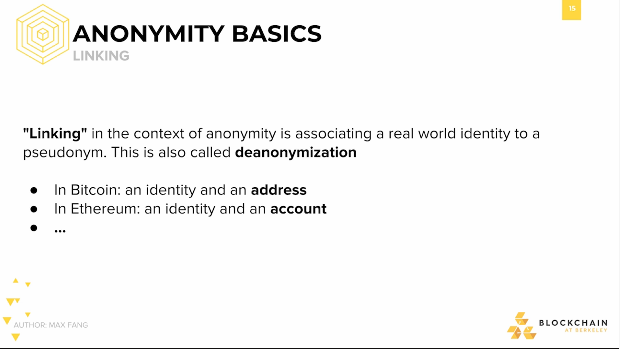 15
ANONYMITY BASICS
LINKING
"Linking" in the context of anonymity is associating a real world identity to a
pseudonym. This is also called deanonymization
● In Bitcoin: an identity and an address
● In Ethereum: an identity and an account
● ...
AUTHOR: MAX FANG
BLOCKCHAIN
AT BERKELEY